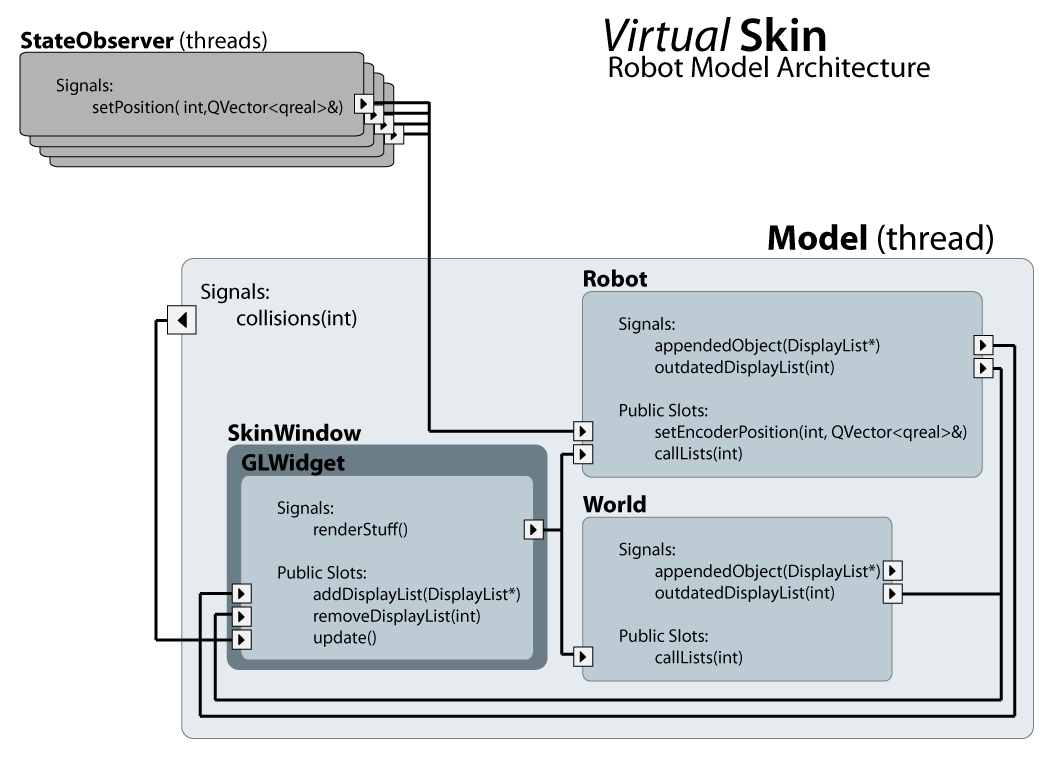 Virtual Skin
Robot Model Architecture
StateObserver (threads)
Signals:
setPosition( int,QVector<qreal>&)
Model (thread)
Signals:
collisions(int)
Robot
Signals:
appendedObject(DisplayList*)
outdatedDisplayList(int)
Public Slots:
setEncoderPosition(int, QVector<qreal>&)
callLists(int)
SkinWindow
GLWidget
Signals:
renderStuff()
Public Slots:
addDisplayList(DisplayList*)
removeDisplayList(int)
update()
World
Signals:
appendedObject(DisplayList*)
outdatedDisplayList(int)
Public Slots:
callLists(int)